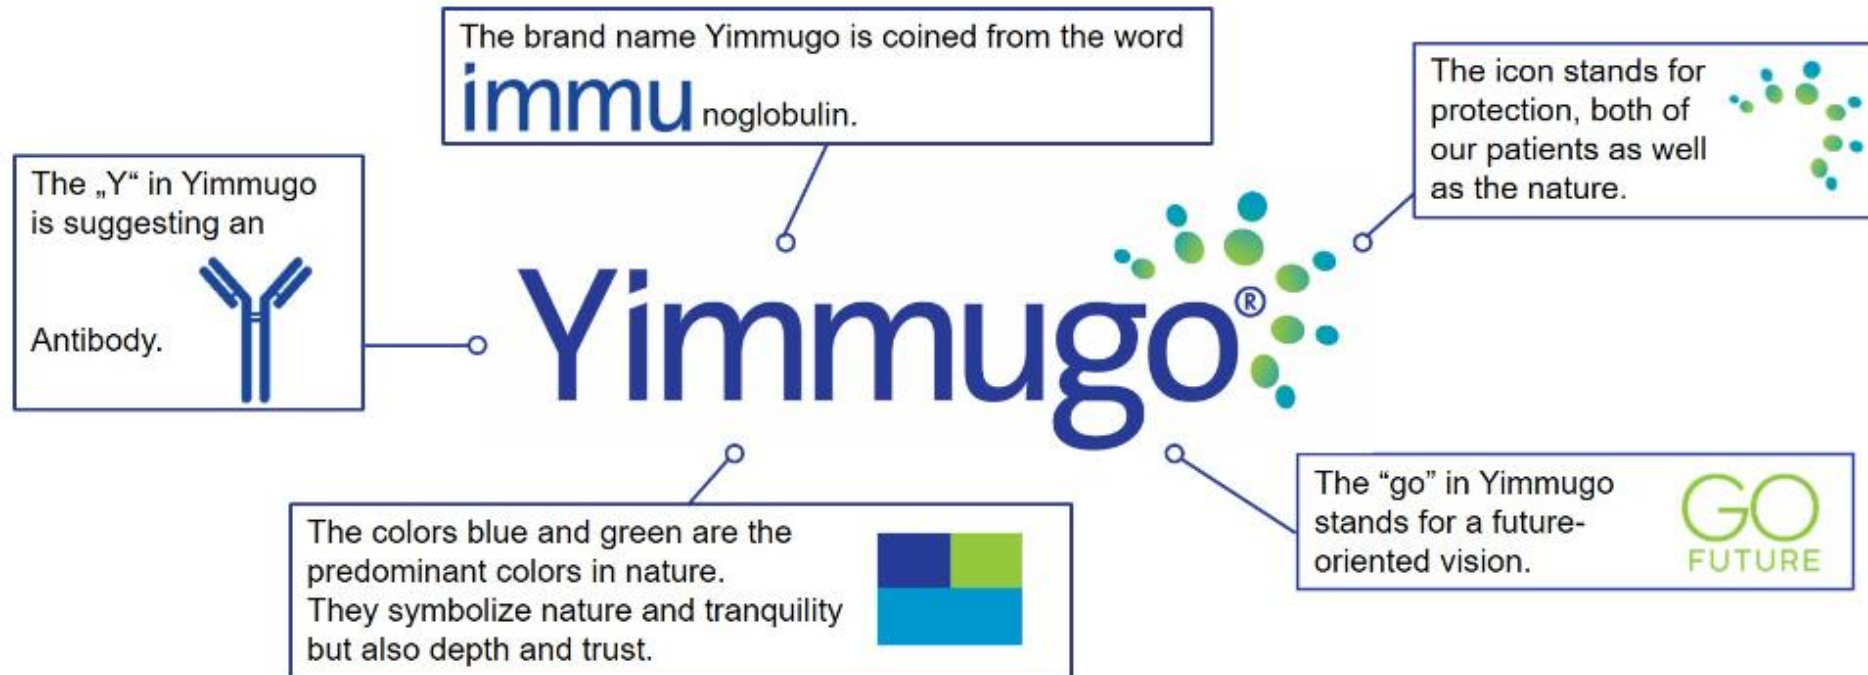 The brand name Yimmugo is coined from the word
immu noglobulin.
The icon stands for
protection, both of
our patients as well
as the nature.
The „Y“ in Yimmugo
is suggesting an
Antibody.
Yimmugo®
The colors blue and green are the
predominant colors in nature.
They symbolize nature and tranquility
but also depth and trust.
The “go” in Yimmugo
stands for a future-
oriented vision.
GO
FUTURE